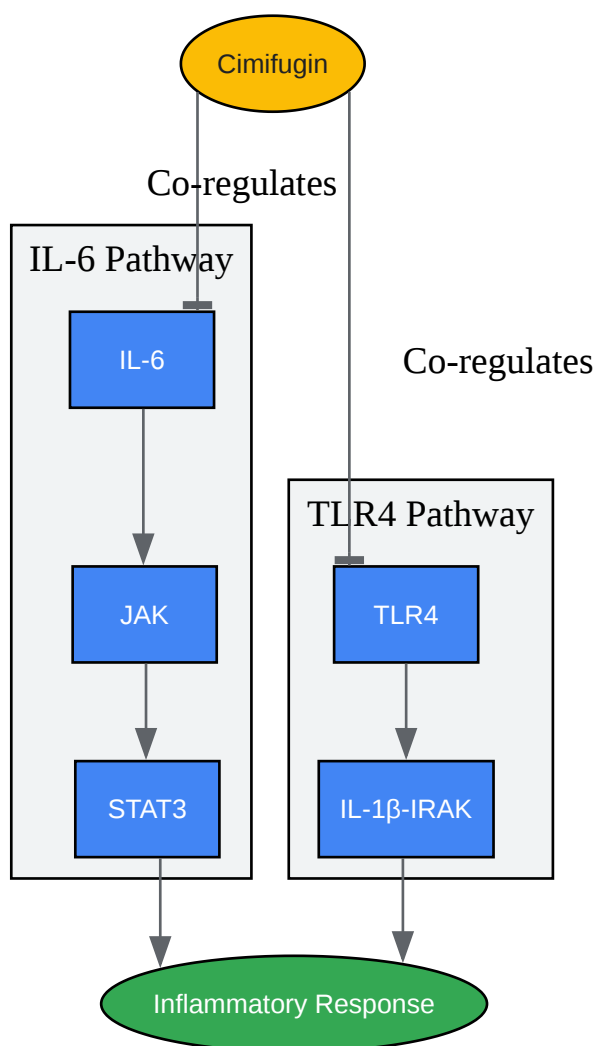 Cimifugin
Co-regulates
IL-6 Pathway
IL-6
Co-regulates
TLR4 Pathway
JAK
TLR4
STAT3
IL-1β-IRAK
Inflammatory Response